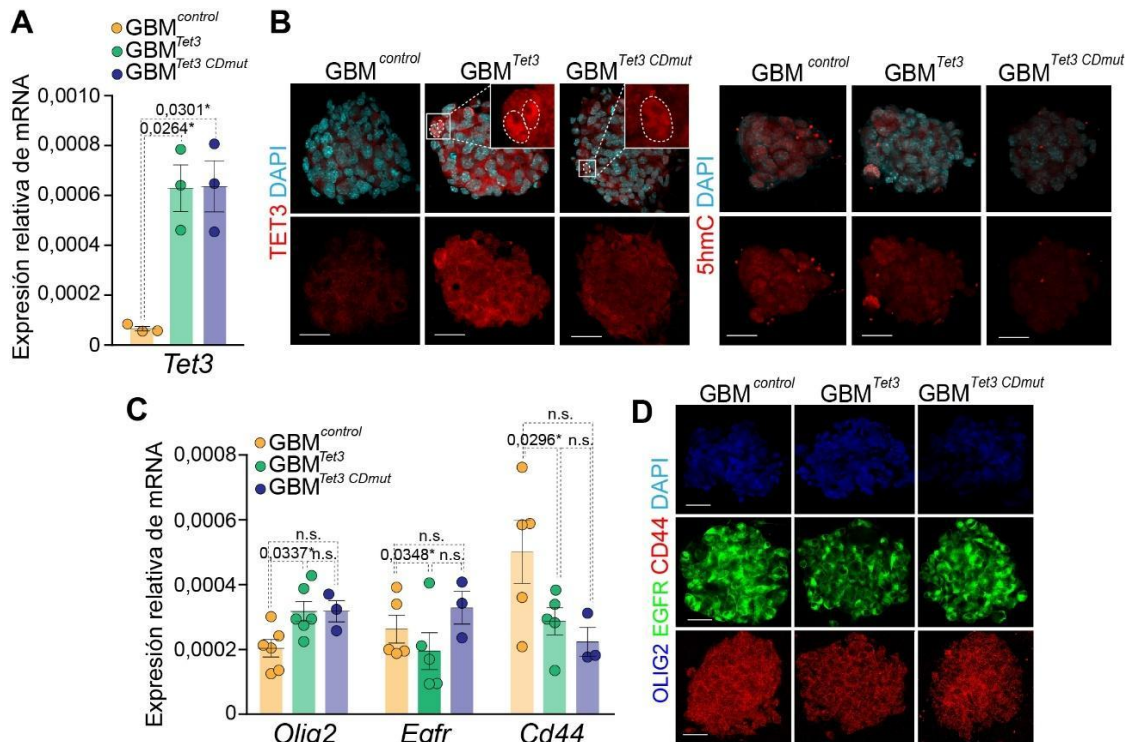 A
GBM control
GBM Tet3
GBM Tet3 CDmut
Expresión relativa de mRNA
0,0010
0,0008
0,0006
0,0004
0,0002
0
0,0301*
0,0264*
Tet3
B
GBM control
GBM Tet3
GBM Tet3 CDmut
TET3 DAPI
GBM control
GBM Tet3
GBM Tet3 CDmut
5hmC DAPI
C
GBM control
GBM Tet3
GBM Tet3 CDmut
Expresión relativa de mRNA
0,0008
0,0006
0,0004
0,0002
0
n.s.
0,0337* n.s.
n.s.
0,0348* n.s.
n.s.
0,0296* n.s.
Olig2 Egfr Cd44
D
GBM control
GBM Tet3
GBM Tet3 CDmut
OLIG2 EGFR CD44 DAPI